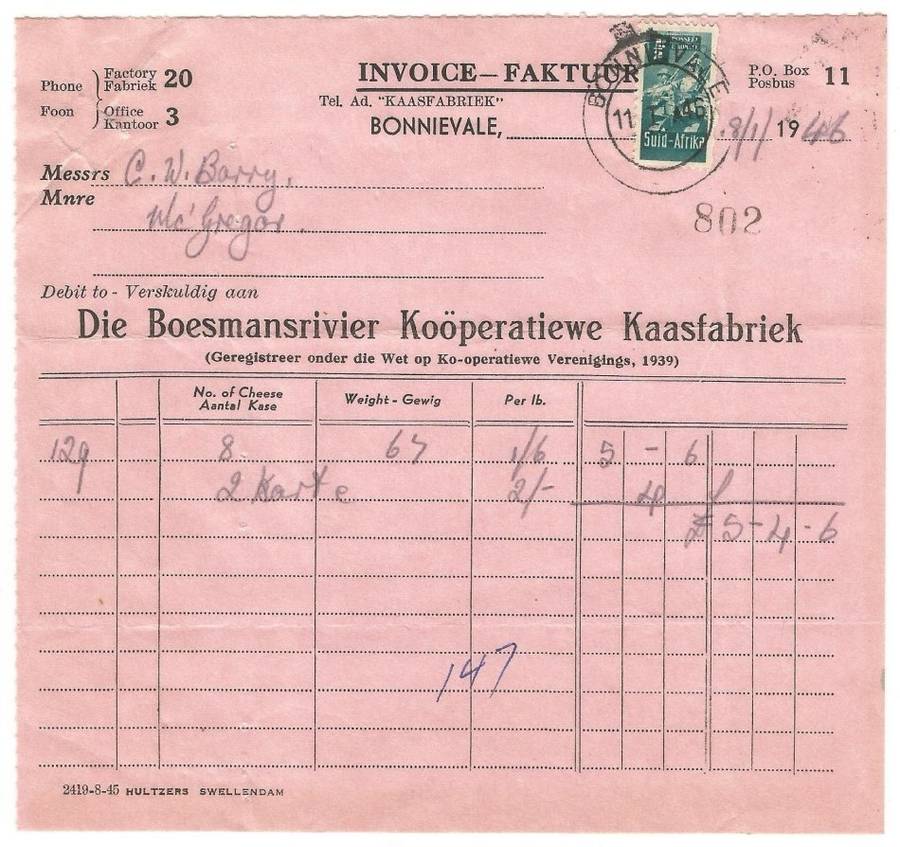 Phone Factory Fabriek 20
Foon Office Kantoor 3
INVOICE—FAKTUUR
Tel. Ad. "KAASFABRIEK"
BONNIEVALE, 8/1/ 1946
P.O. Box Posbus 11
BONNIEVALE
Suid-Afrika
Messrs C. W. Barry.
Mnre Mc'Gregor.
802
Debit to - Verskuldig aan
Die Boesmansrivier Koöperatiewe Kaasfabriek
(Geregistreer onder die Wet op Ko-operatiewe Verenigings, 1939)
No. of Cheese Aantal Kase Weight - Gewig Per lb.
129 8 67 1/6 5 - 6
2 Karte 2/- 4
£ 5-4-6
147
2419-8-45 HULTZERS SWELLENDAM